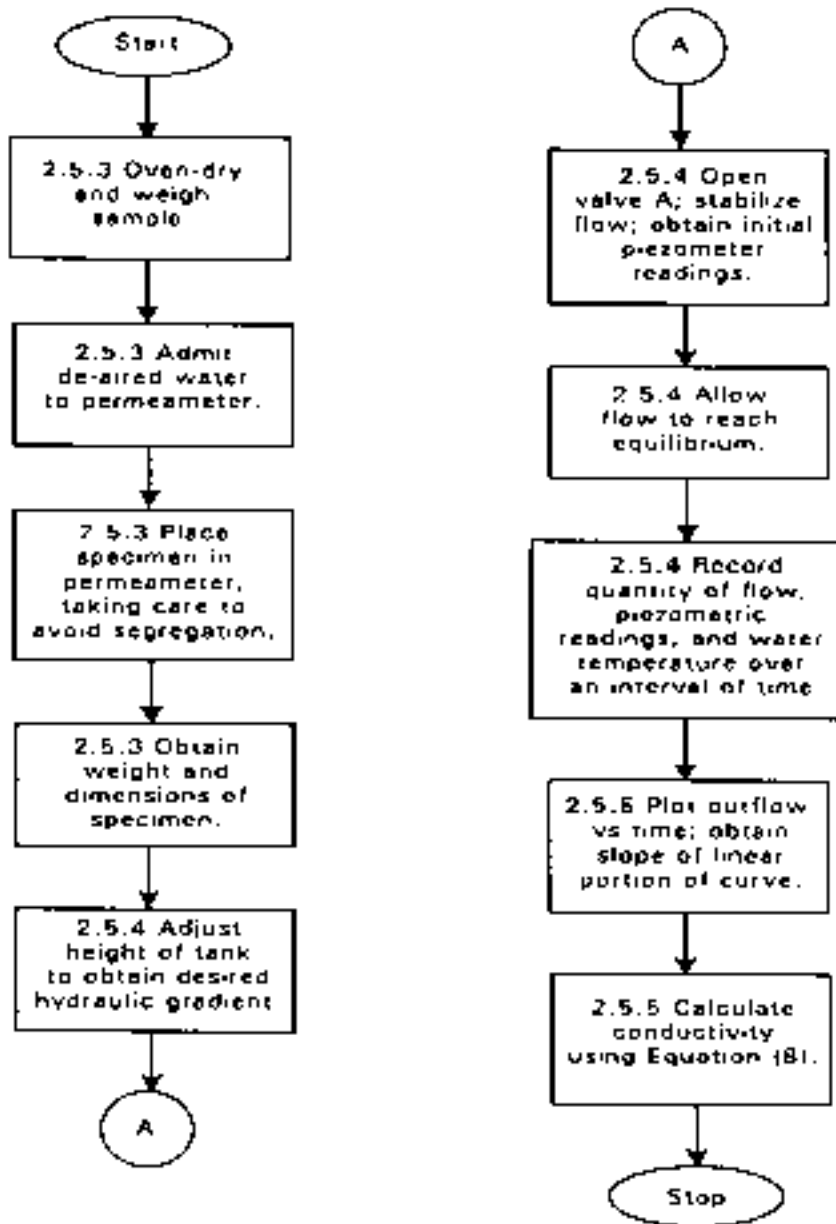 Start
2.5.3 Oven-dry
and weigh
sample
2.5.3 Admit
de-aired water
to permeameter.
2.5.3 Place
specimen in
permeameter,
taking care to
avoid segregation.
2.5.3 Obtain
weight and
dimensions of
specimen.
2.5.4 Adjust
height of tank
to obtain desired
hydraulic gradient
A
A
2.5.4 Open
valve A; stabilize
flow; obtain initial
piezometer
readings.
2.5.4 Allow
flow to reach
equilibrium.
2.5.4 Record
quantity of flow,
piezometric
readings, and water
temperature over
an interval of time
Plot outflow
vs time; obtain
slope of linear
portion of curve.
2.5.5 Calculate
conductivity
using Equation
Stop